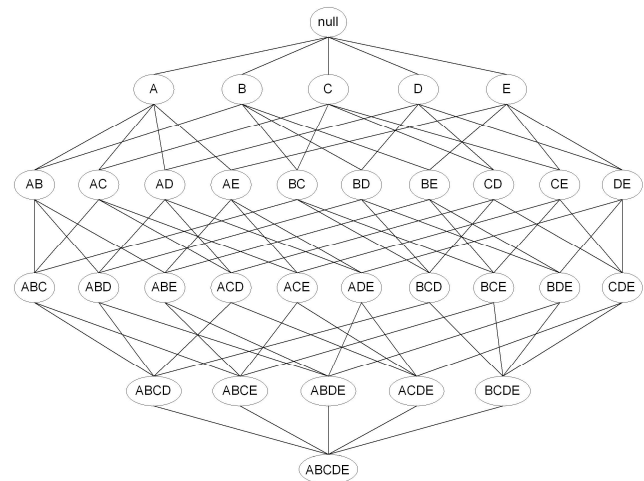 null
A B C D E
AB AC AD AE BC BD BE CD CE DE
ABC ABD ABE ACD ACE ADE BCD BCE BDE CDE
ABCD ABCE ABDE ACDE BCDE
ABCDE